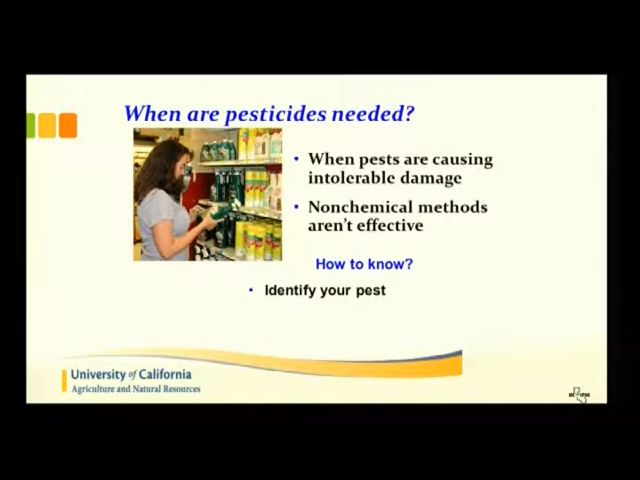 When are pesticides needed?
• When pests are causing
intolerable damage
• Nonchemical methods
aren't effective
How to know?
• Identify your pest
University of California
Agriculture and Natural Resources